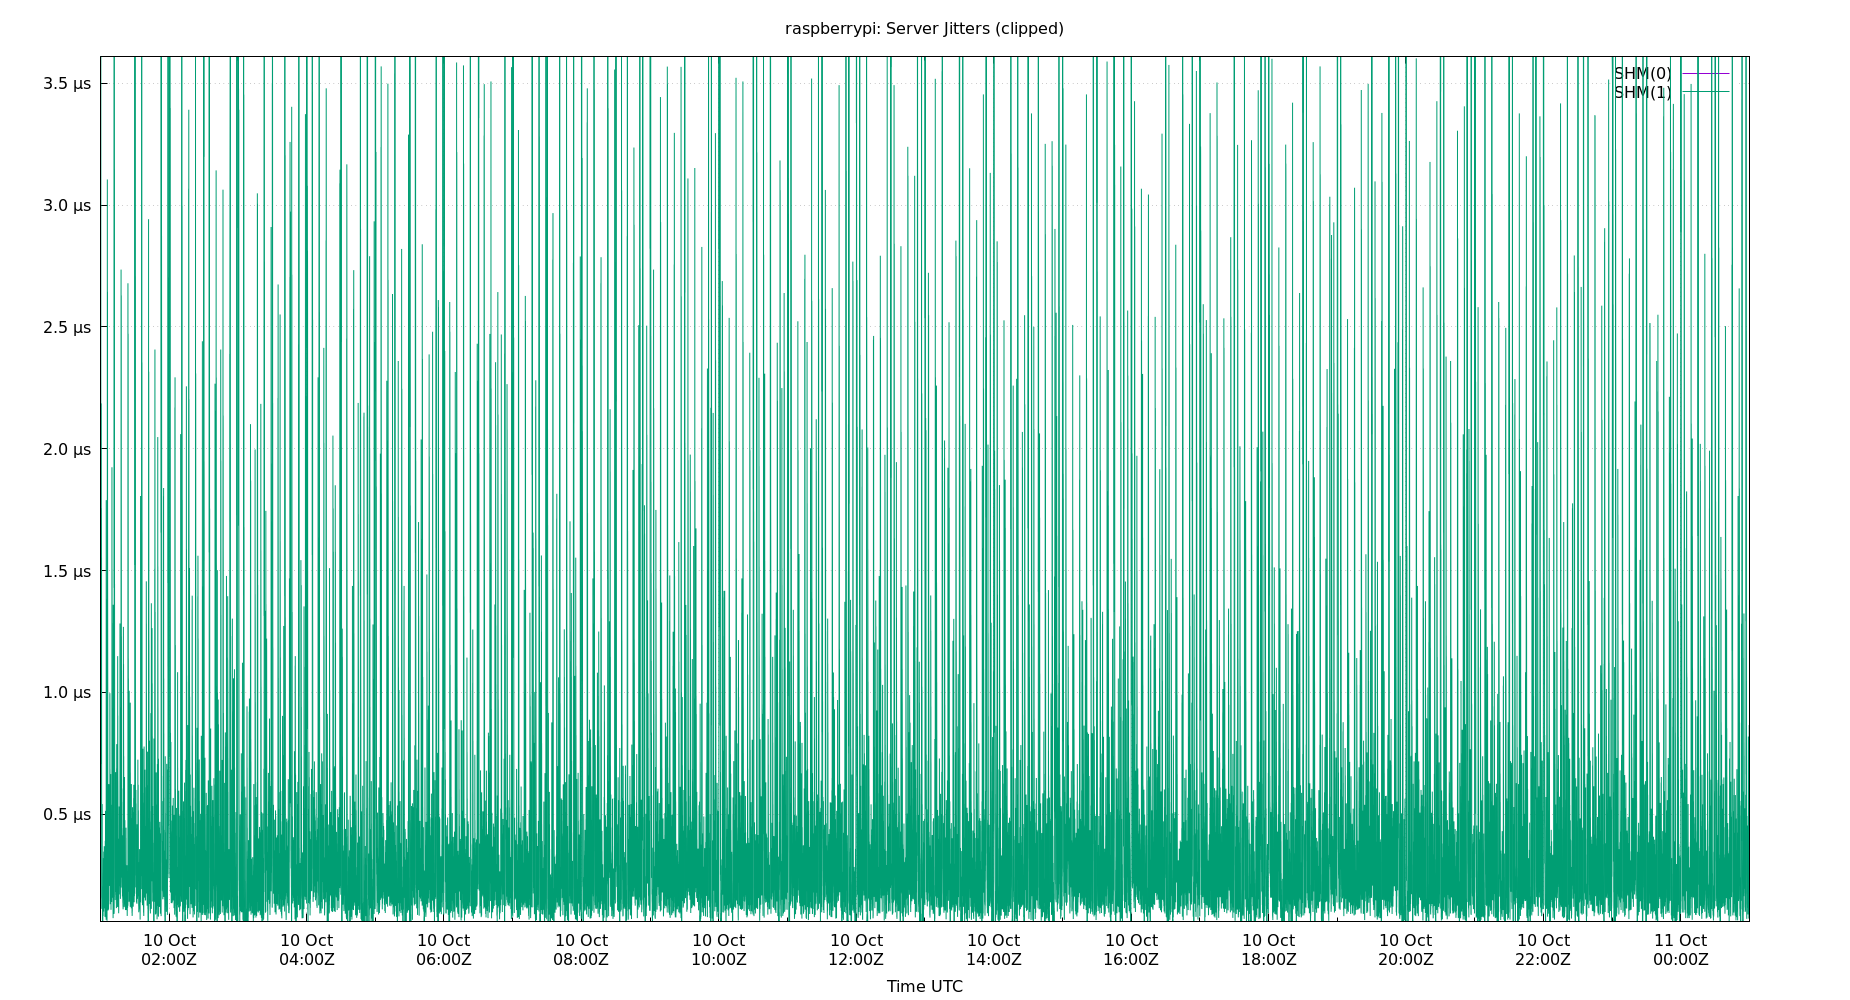 raspberrypi: Server Jitters (clipped)
SHM(0)
SHM(1)
3.5 µs
3.0 µs
2.5 µs
2.0 µs
1.5 µs
1.0 µs
0.5 µs
10 Oct 10 Oct 10 Oct 10 Oct 10 Oct 10 Oct 10 Oct 10 Oct 10 Oct 10 Oct 10 Oct 11 Oct
02:00Z 04:00Z 06:00Z 08:00Z 10:00Z 12:00Z 14:00Z 16:00Z 18:00Z 20:00Z 22:00Z 00:00Z
Time UTC